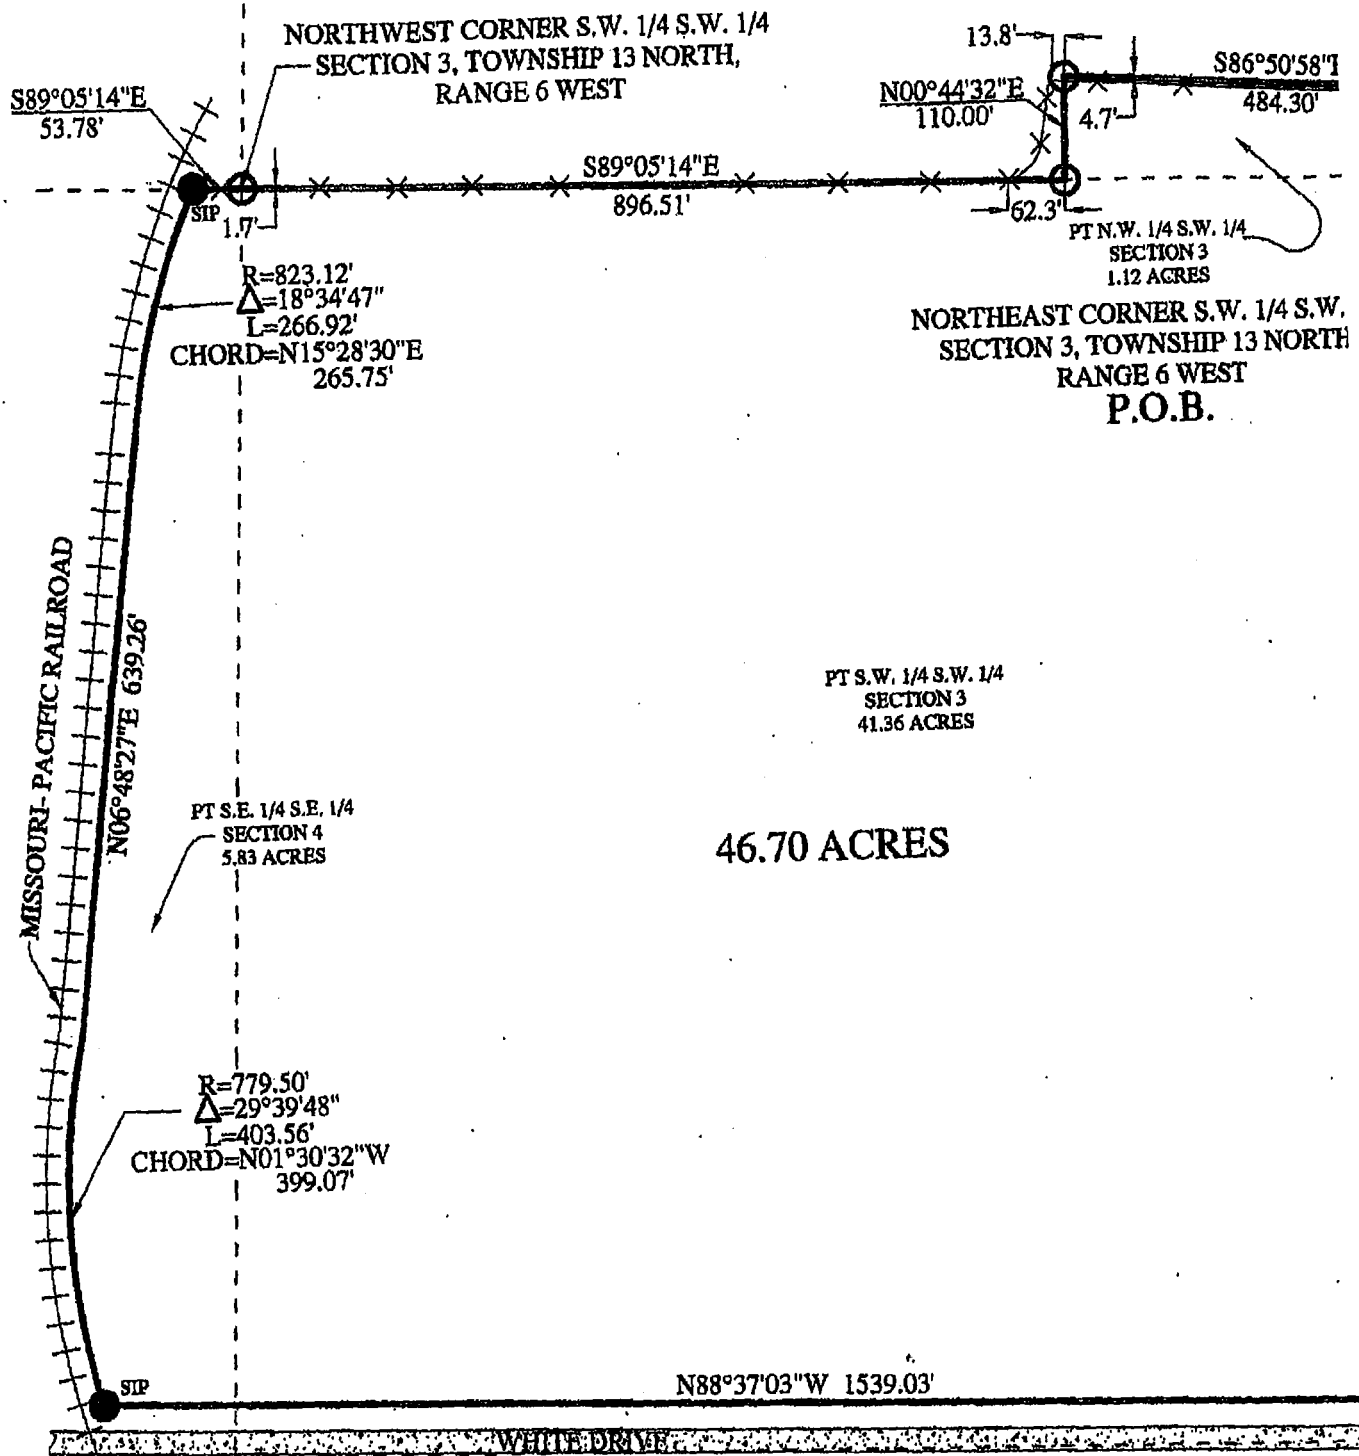 NORTHWEST CORNER S.W. 1/4 S.W. 1/4
SECTION 3, TOWNSHIP 13 NORTH,
RANGE 6 WEST
S89°05'14"E
53.78'
13.8'
N00°44'32"E
110.00'
4.7'
S86°50'58"
484.30'
S89°05'14"E
896.51'
62.3'
SIP
1.7'
PT N.W. 1/4 S.W. 1/4
SECTION 3
1.12 ACRES
R=823.12'
Δ=18°34'47"
L=266.92'
CHORD=N15°28'30"E
265.75'
NORTHEAST CORNER S.W. 1/4 S.W.
SECTION 3, TOWNSHIP 13 NORTH
RANGE 6 WEST
P.O.B.
MISSOURI-PACIFIC RAILROAD
N06°48'27"E 639.26'
PT S.W. 1/4 S.W. 1/4
SECTION 3
41.36 ACRES
PT S.E. 1/4 S.E. 1/4
SECTION 4
5.83 ACRES
46.70 ACRES
R=779.50'
Δ=29°39'48"
L=403.56'
CHORD=N01°30'32"W
399.07'
SIP
N88°37'03"W 1539.03'
WHITE DRIVE